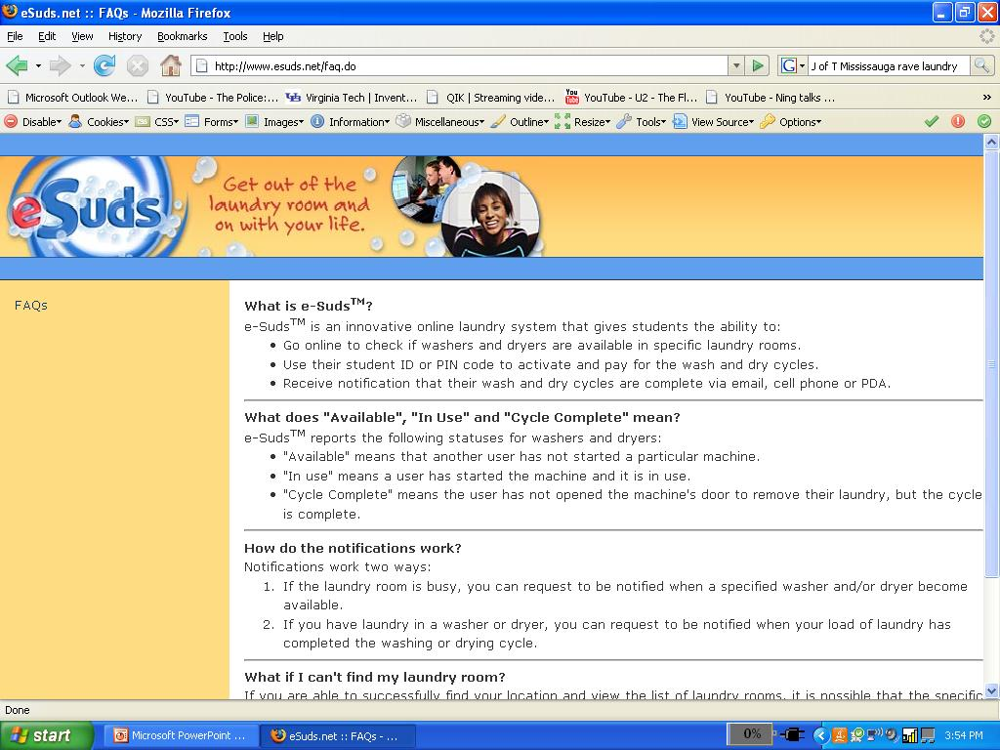 eSuds.net :: FAQs - Mozilla Firefox
File Edit View History Bookmarks Tools Help
http://www.esuds.net/faq.do
G J of T Mississauga rave laundry
Microsoft Outlook We... YouTube - The Police:... Virginia Tech | Invent... QIK | Streaming vide... You Tube YouTube - U2 - The Fl... YouTube - Ning talks ... »
Disable Cookies CSS Forms Images Information Miscellaneous Outline Resize Tools View Source Options
eSuds
Get out of the
laundry room and
on with your life.
FAQs
What is e-Suds™?
e-Suds™ is an innovative online laundry system that gives students the ability to:
• Go online to check if washers and dryers are available in specific laundry rooms.
• Use their student ID or PIN code to activate and pay for the wash and dry cycles.
• Receive notification that their wash and dry cycles are complete via email, cell phone or PDA.
What does "Available", "In Use" and "Cycle Complete" mean?
e-Suds™ reports the following statuses for washers and dryers:
• "Available" means that another user has not started a particular machine.
• "In use" means a user has started the machine and it is in use.
• "Cycle Complete" means the user has not opened the machine's door to remove their laundry, but the cycle
is complete.
How do the notifications work?
Notifications work two ways:
1. If the laundry room is busy, you can request to be notified when a specified washer and/or dryer become
available.
2. If you have laundry in a washer or dryer, you can request to be notified when your load of laundry has
completed the washing or drying cycle.
What if I can't find my laundry room?
If you are able to successfully find your location and view the list of laundry rooms, it is possible that the specific
Done
start Microsoft PowerPoint ... eSuds.net :: FAQs - ... 0% 3:54 PM